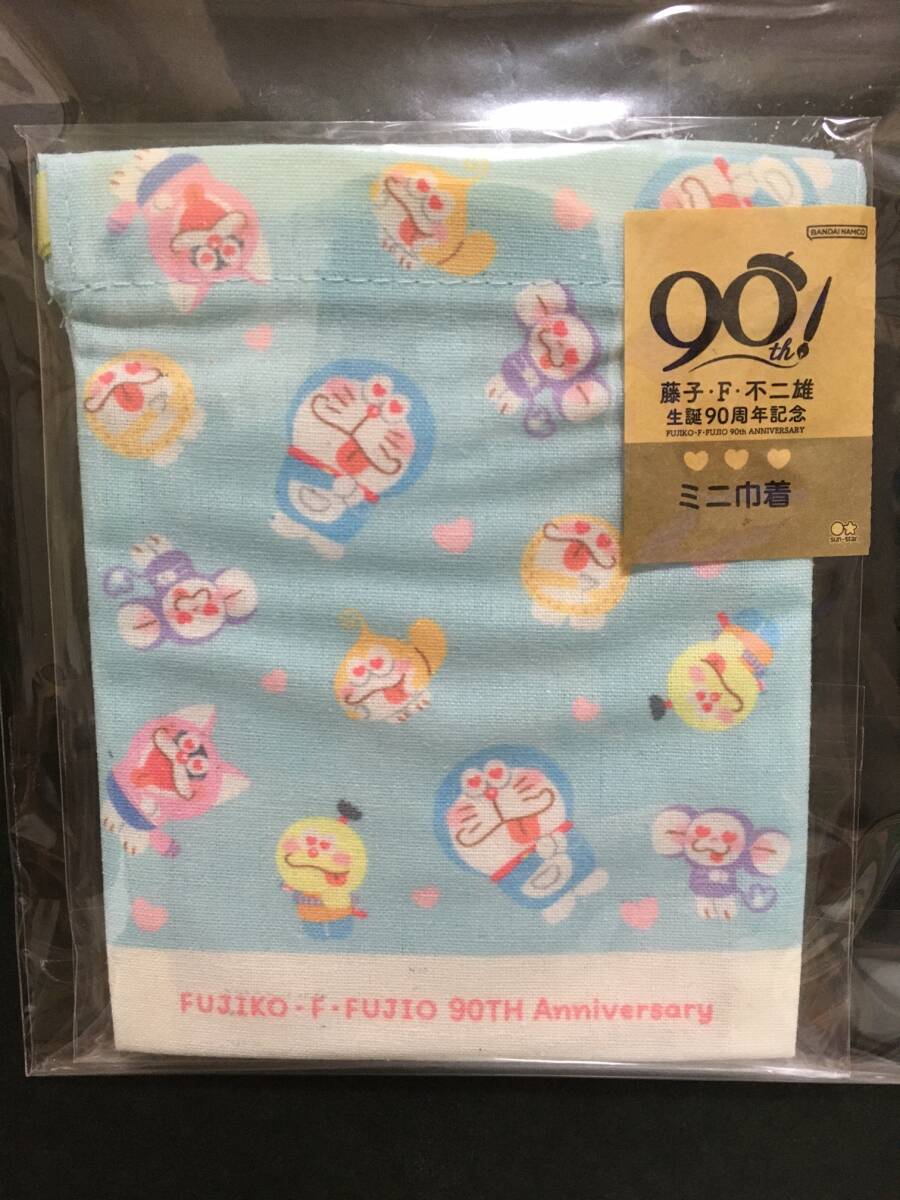 BANDAI NAMCO
90th!
藤子・F・不二雄
生誕90周年記念
FUJIKO・F・FUJIO 90th ANNIVERSARY
ミニ巾着
sun-star
FUJIKO・F・FUJIO 90TH Anniversary